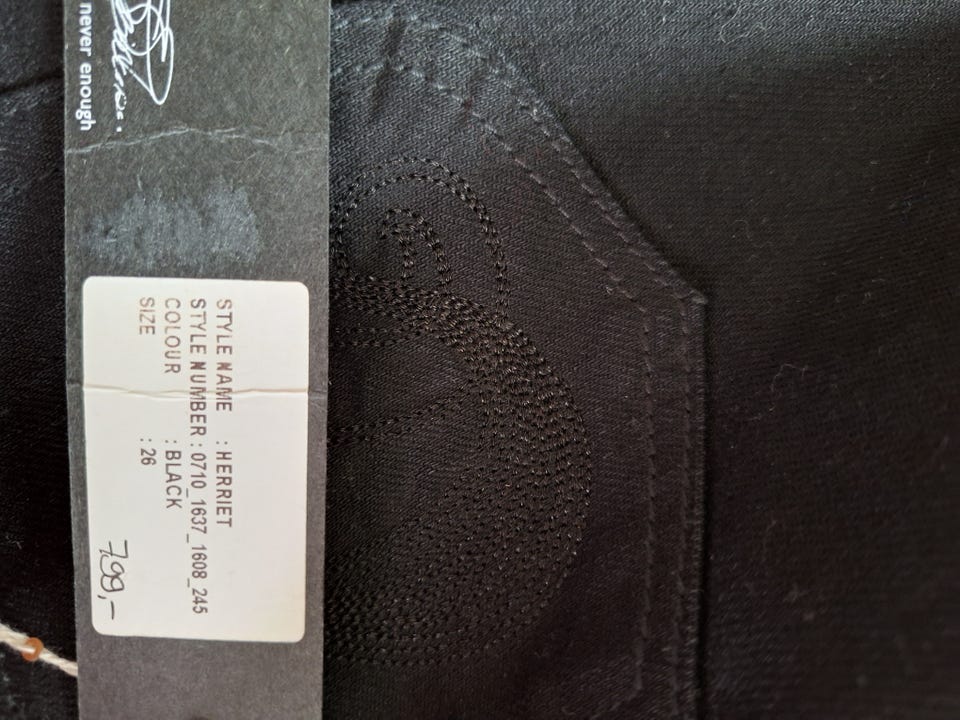 never enough
STYLE NAME : HERRIET
STYLE NUMBER : 0710_1637_1608_245
COLOUR : BLACK
SIZE : 26
799,-